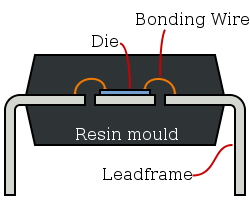 Bonding Wire
Die
Resin mould
Leadframe